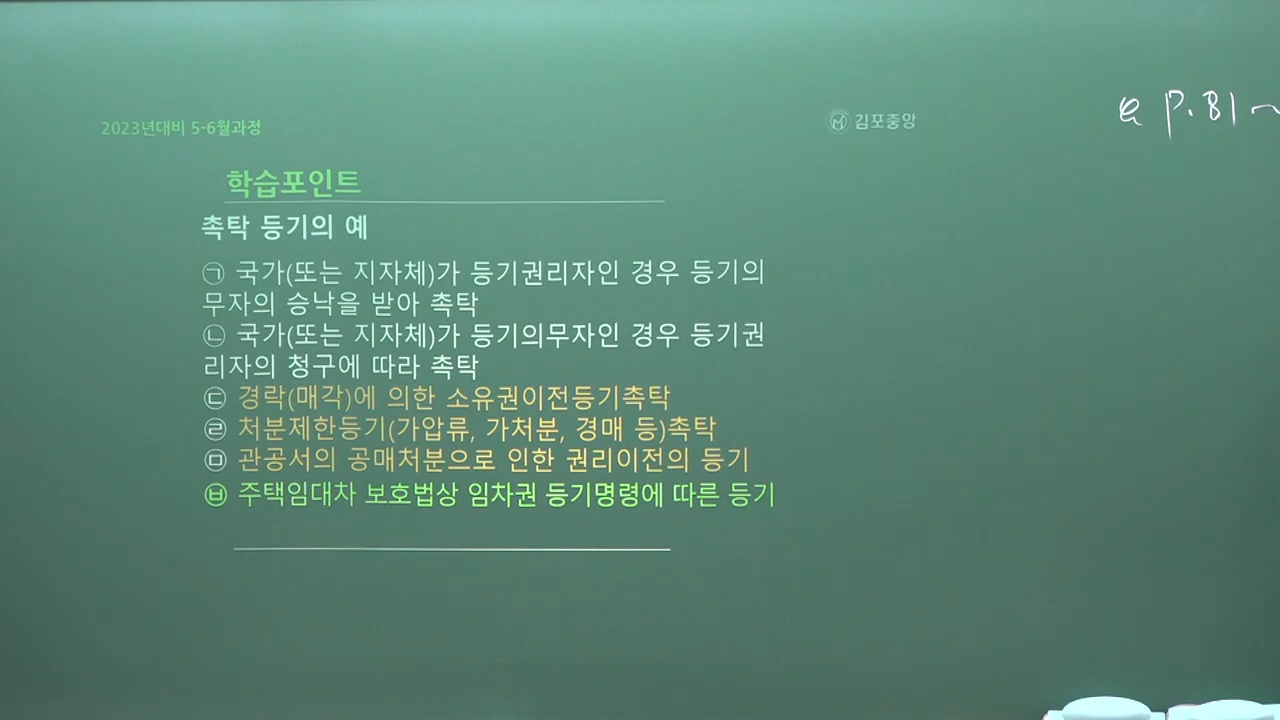 2023년대비 5-6월과정
김포중앙
P.81~
학습포인트
촉탁 등기의 예
㉠ 국가(또는 지자체)가 등기권리자인 경우 등기의
무자의 승낙을 받아 촉탁
㉡ 국가(또는 지자체)가 등기의무자인 경우 등기권
리자의 청구에 따라 촉탁
㉢ 경락(매각)에 의한 소유권이전등기촉탁
㉣ 처분제한등기(가압류, 가처분, 경매 등)촉탁
㉤ 관공서의 공매처분으로 인한 권리이전의 등기
㉥ 주택임대차 보호법상 임차권 등기명령에 따른 등기